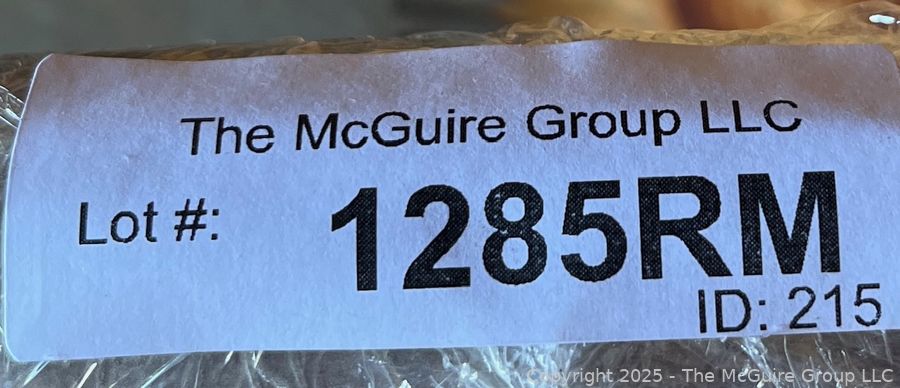 The McGuire Group LLC
Lot #: 1285RM
ID: 215
Copyright 2025 - The McGuire Group LLC